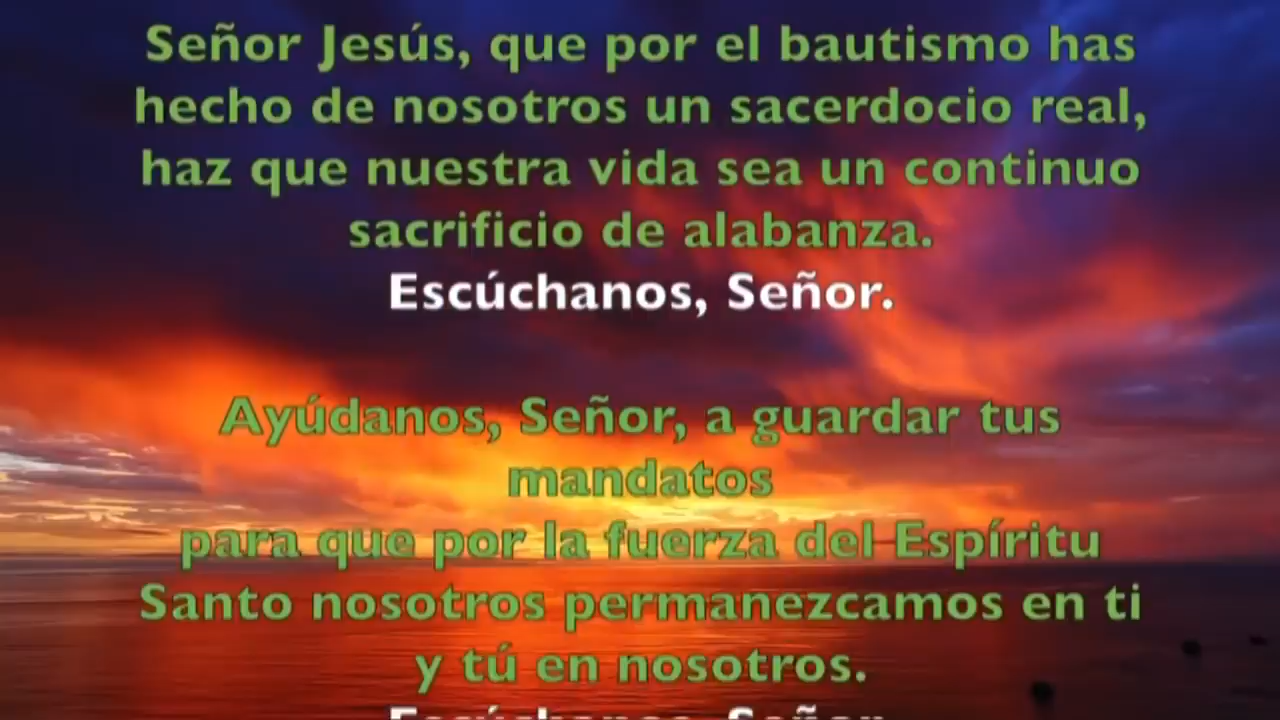 Señor Jesús, que por el bautismo has
hecho de nosotros un sacerdocio real,
haz que nuestra vida sea un continuo
sacrificio de alabanza.
Escúchanos, Señor.
Ayúdanos, Señor, a guardar tus
mandatos
para que por la fuerza del Espíritu
Santo nosotros permanezcamos en ti
y tú en nosotros.
Escúchanos, Señor